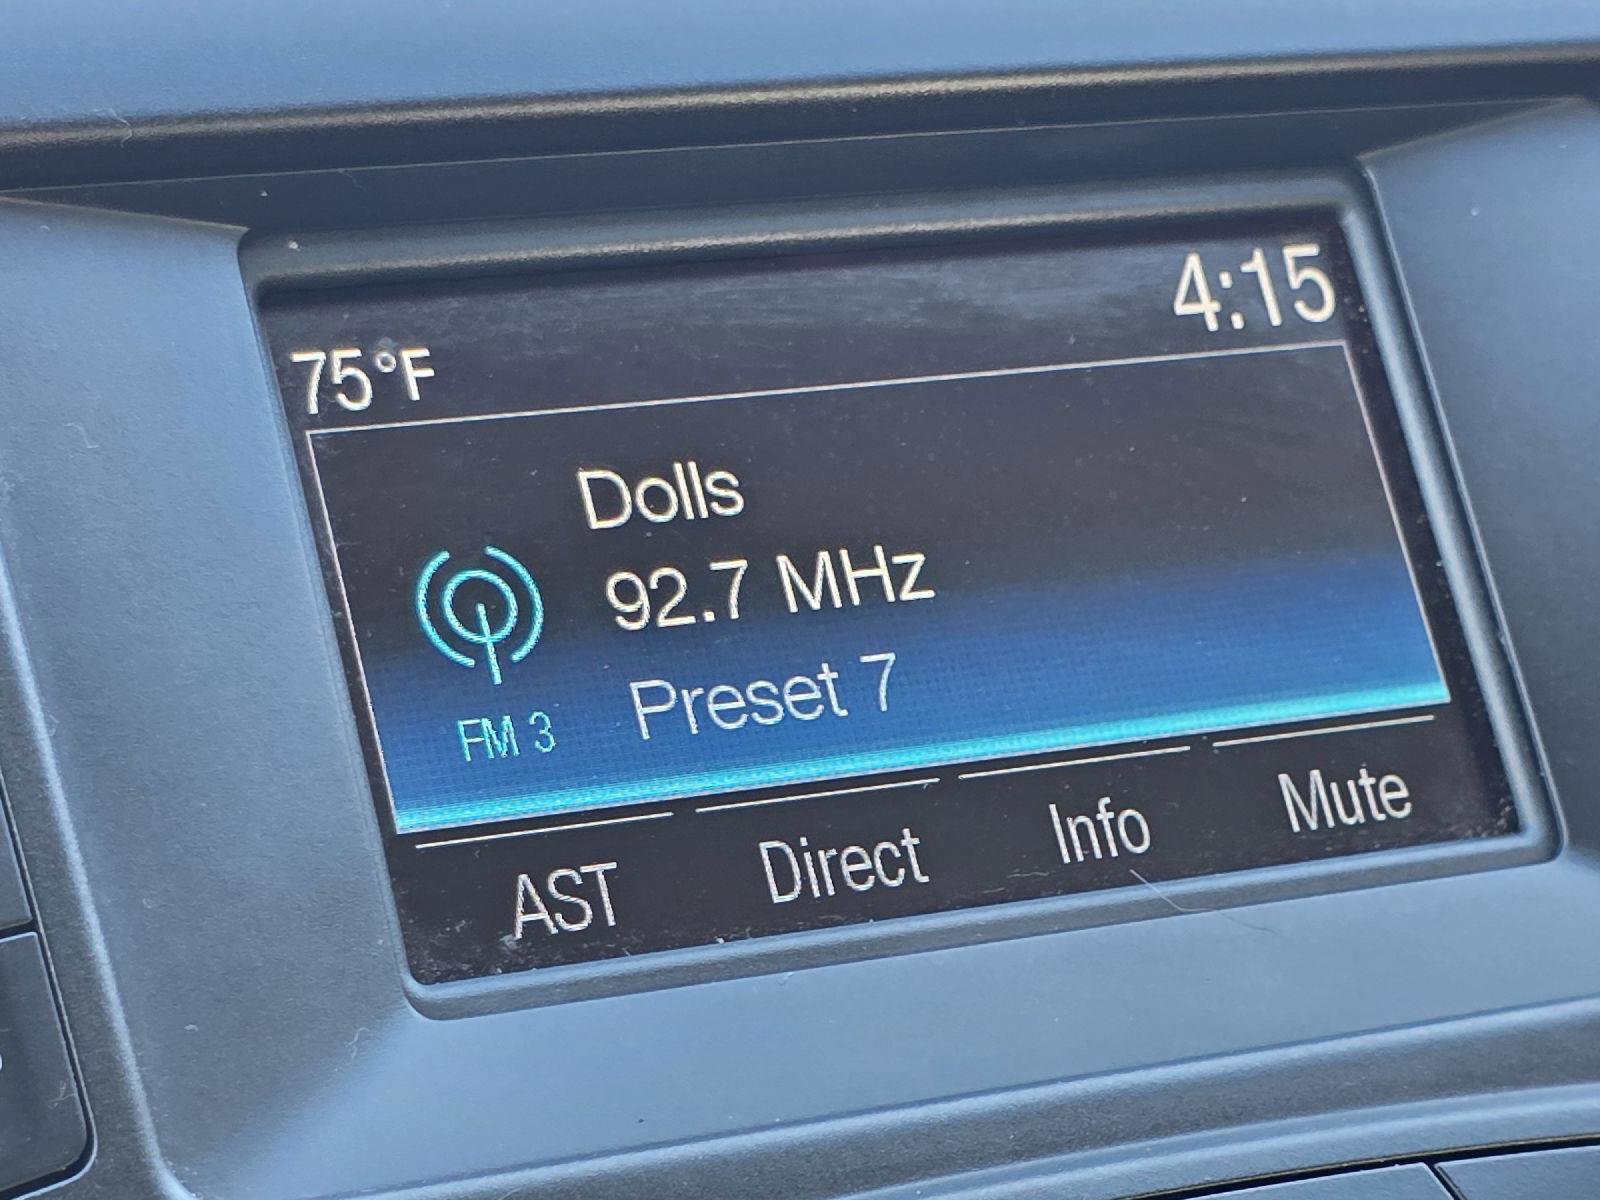 4:15
75°F
Dolls
92.7 MHz
FM 3 Preset 7
AST Direct Info Mute